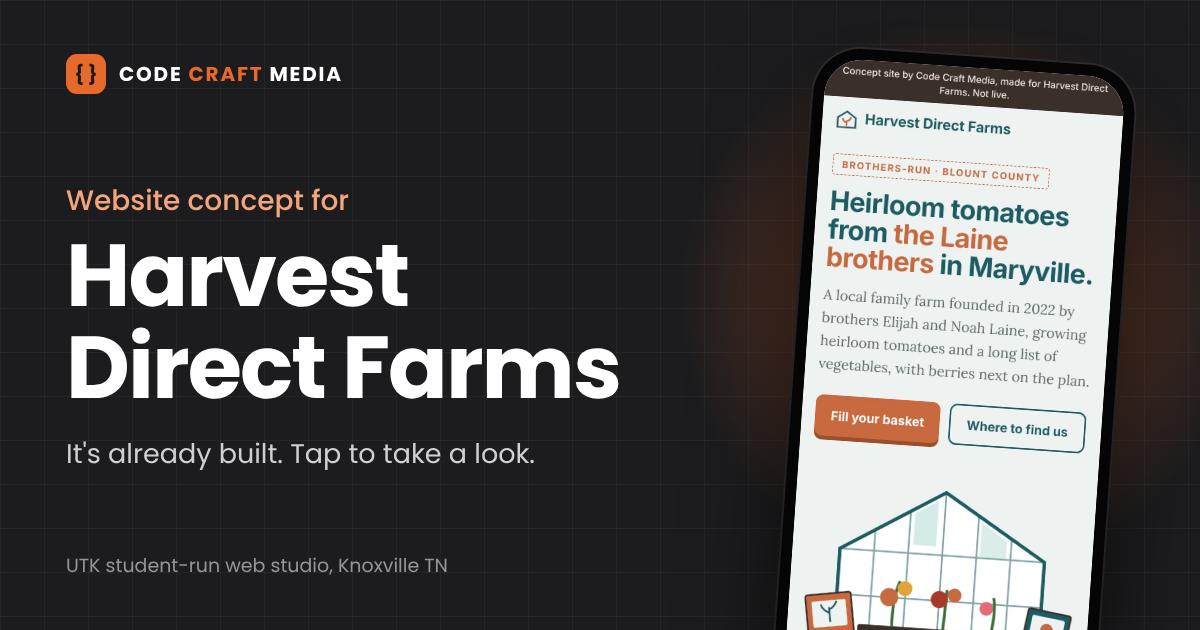 { } CODE CRAFT MEDIA
Website concept for
Harvest
Direct Farms
It's already built. Tap to take a look.
UTK student-run web studio, Knoxville TN
Concept site by Code Craft Media, made for Harvest Direct
Farms. Not live.
Harvest Direct Farms
BROTHERS-RUN · BLOUNT COUNTY
Heirloom tomatoes
from the Laine
brothers in Maryville.
A local family farm founded in 2022 by
brothers Elijah and Noah Laine, growing
heirloom tomatoes and a long list of
vegetables, with berries next on the plan.
Fill your basket
Where to find us